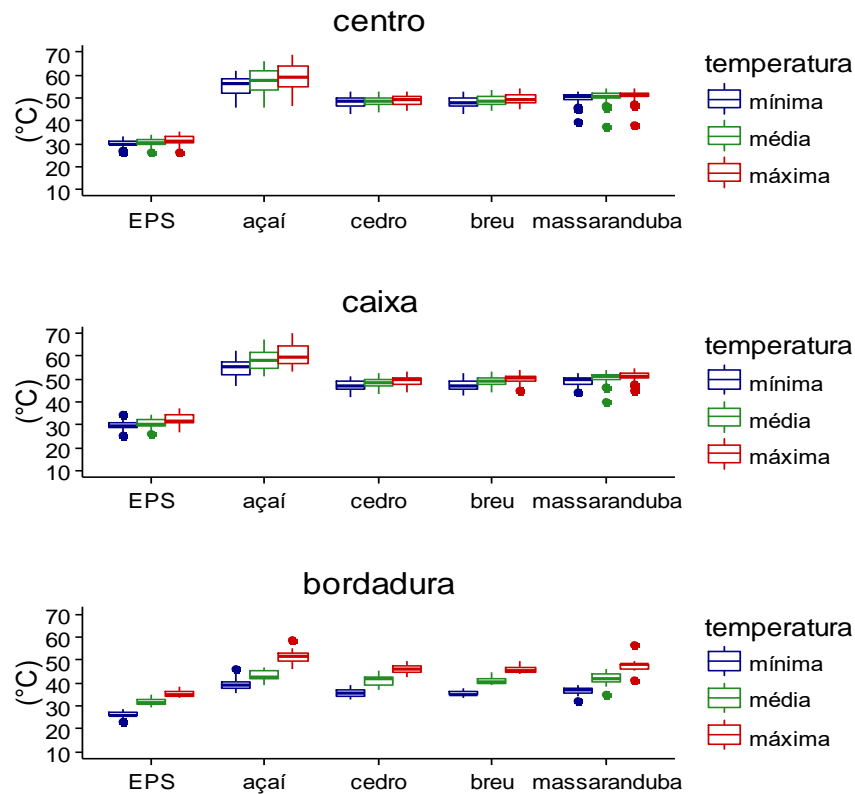 centro
(°C)
70
60
50
40
30
20
10
EPS açaí cedro breu massaranduba
temperatura
mínima
média
máxima
caixa
(°C)
70
60
50
40
30
20
10
EPS açaí cedro breu massaranduba
temperatura
mínima
média
máxima
bordadura
(°C)
70
60
50
40
30
20
10
EPS açaí cedro breu massaranduba
temperatura
mínima
média
máxima